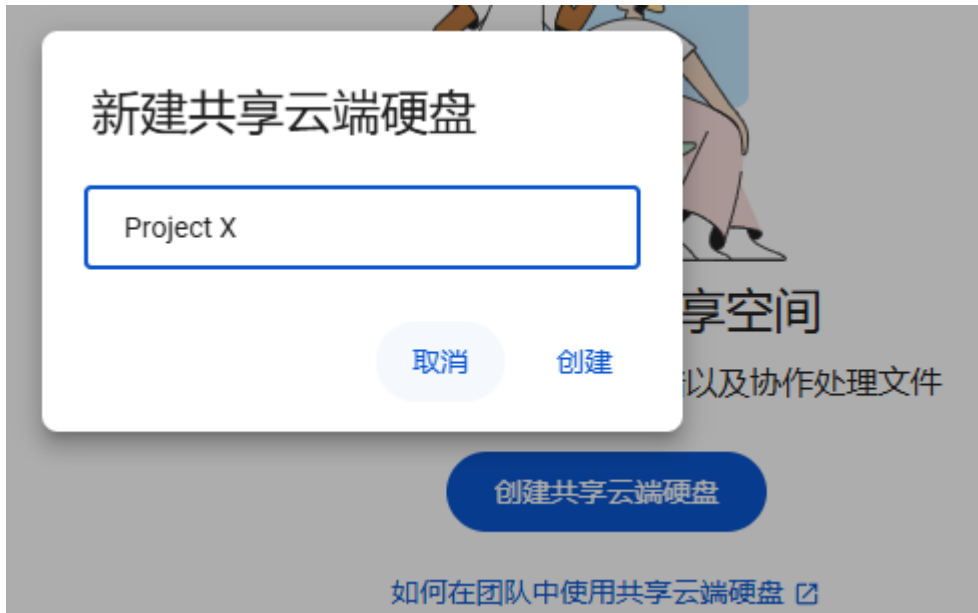 新建共享云端硬盘
Project X
取消 创建
享空间
以及协作处理文件
创建共享云端硬盘
如何在团队中使用共享云端硬盘